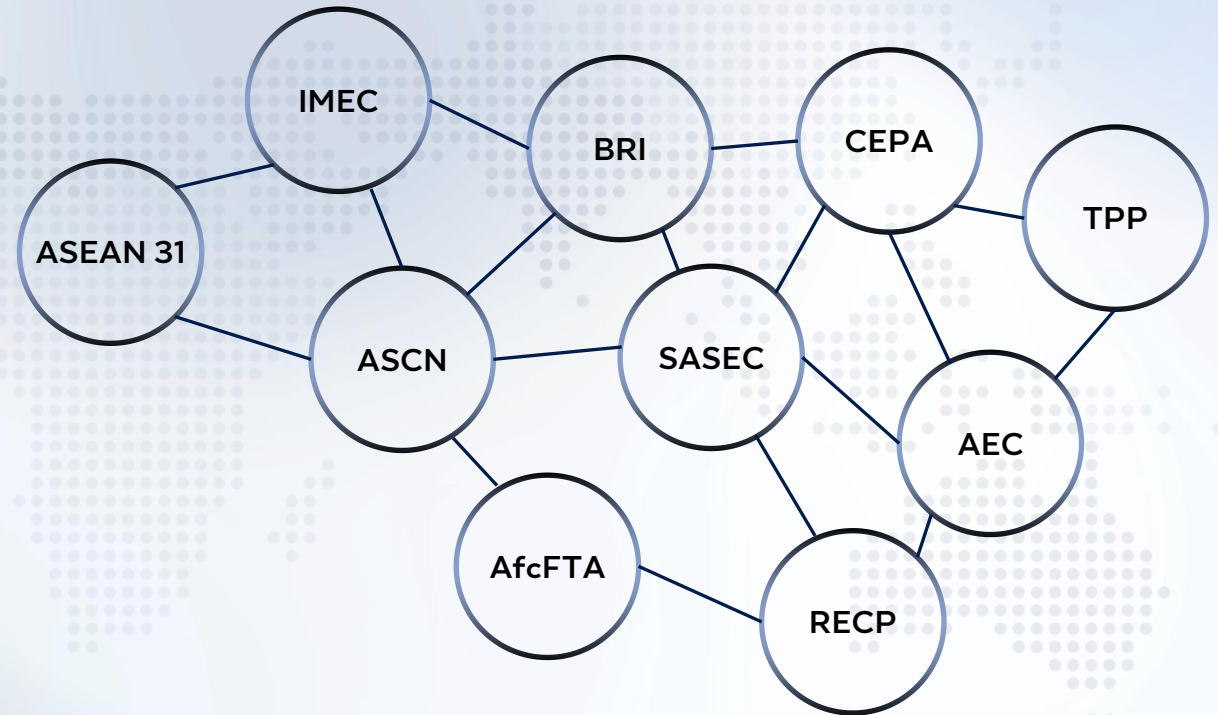 IMEC
BRI
CEPA
TPP
ASEAN 31
ASCN
SASEC
AEC
AfcFTA
RECP